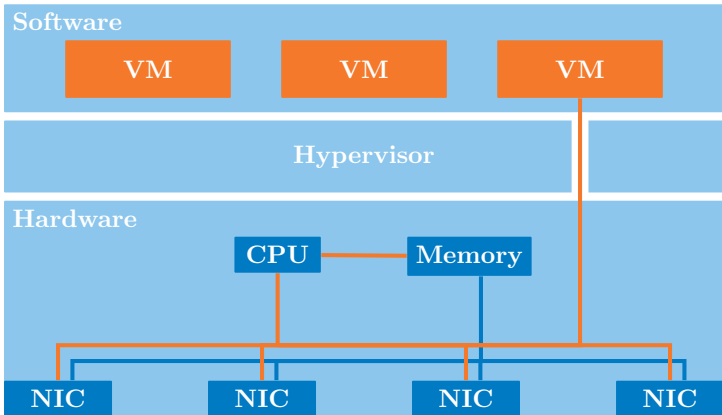 Software
VM
VM
VM
Hypervisor
Hardware
CPU
Memory
NIC
NIC
NIC
NIC